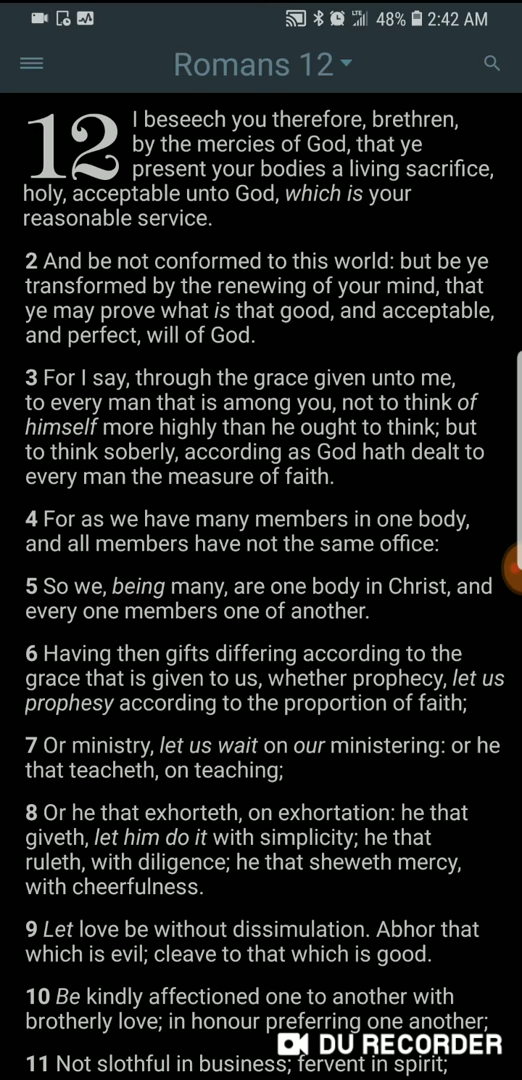 48% 2:42 AM
Romans 12
12 I beseech you therefore, brethren,
by the mercies of God, that ye
present your bodies a living sacrifice,
holy, acceptable unto God, which is your
reasonable service.
2 And be not conformed to this world: but be ye
transformed by the renewing of your mind, that
ye may prove what is that good, and acceptable,
and perfect, will of God.
3 For I say, through the grace given unto me,
to every man that is among you, not to think of
himself more highly than he ought to think; but
to think soberly, according as God hath dealt to
every man the measure of faith.
4 For as we have many members in one body,
and all members have not the same office:
5 So we, being many, are one body in Christ, and
every one members one of another.
6 Having then gifts differing according to the
grace that is given to us, whether prophecy, let us
prophesy according to the proportion of faith;
7 Or ministry, let us wait on our ministering: or he
that teacheth, on teaching;
8 Or he that exhorteth, on exhortation: he that
giveth, let him do it with simplicity; he that
ruleth, with diligence; he that sheweth mercy,
with cheerfulness.
9 Let love be without dissimulation. Abhor that
which is evil; cleave to that which is good.
10 Be kindly affectioned one to another with
brotherly love; in honour preferring one another;
DU RECORDER
11 Not slothful in business; fervent in spirit;